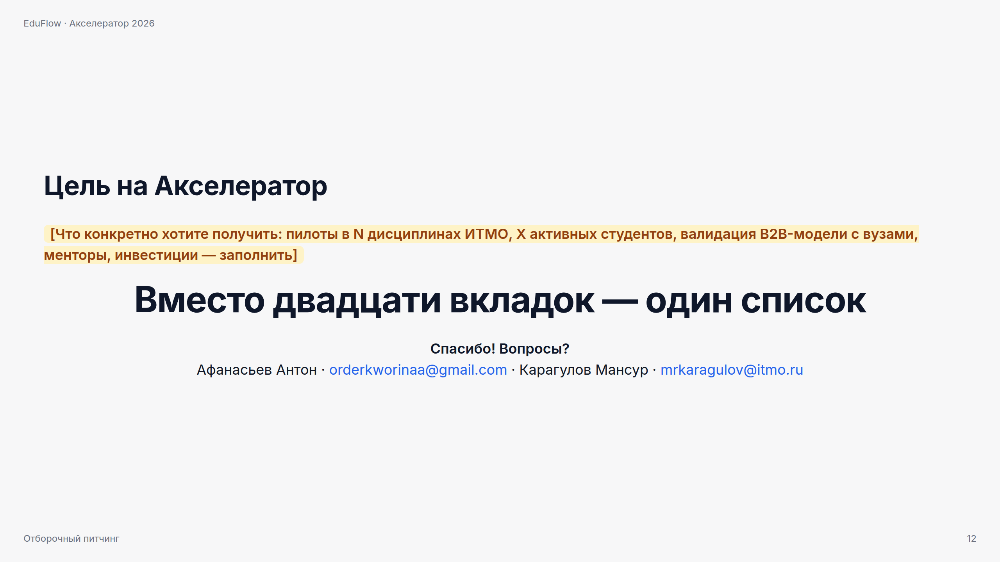 EduFlow · Акселератор 2026
Цель на Акселератор
[Что конкретно хотите получить: пилоты в N дисциплинах ИТМО, X активных студентов, валидация B2B-модели с вузами,
менторы, инвестиции — заполнить]
Вместо двадцати вкладок — один список
Спасибо! Вопросы?
Афанасьев Антон · orderkworinaa@gmail.com · Карагулов Мансур · mrkaragulov@itmo.ru
Отборочный питчинг
12